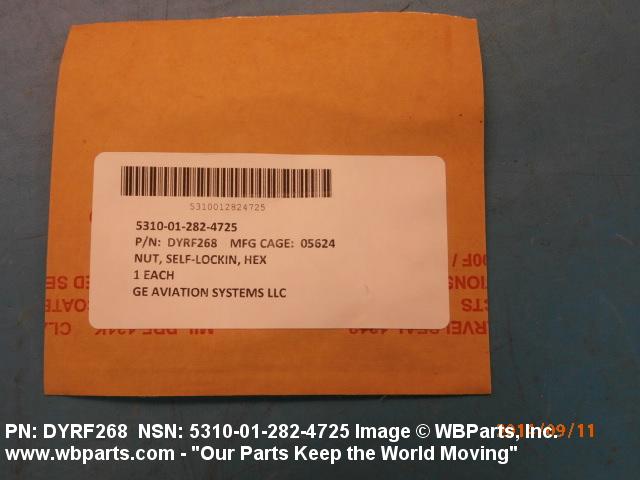 5310012824725
5310-01-282-4725
P/N: DYRF268 MFG CAGE: 05624
NUT, SELF-LOCKIN, HEX
1 EACH
GE AVIATION SYSTEMS LLC
PN: DYRF268 NSN: 5310-01-282-4725 Image © WBParts, Inc.
www.wbparts.com - "Our Parts Keep the World Moving"